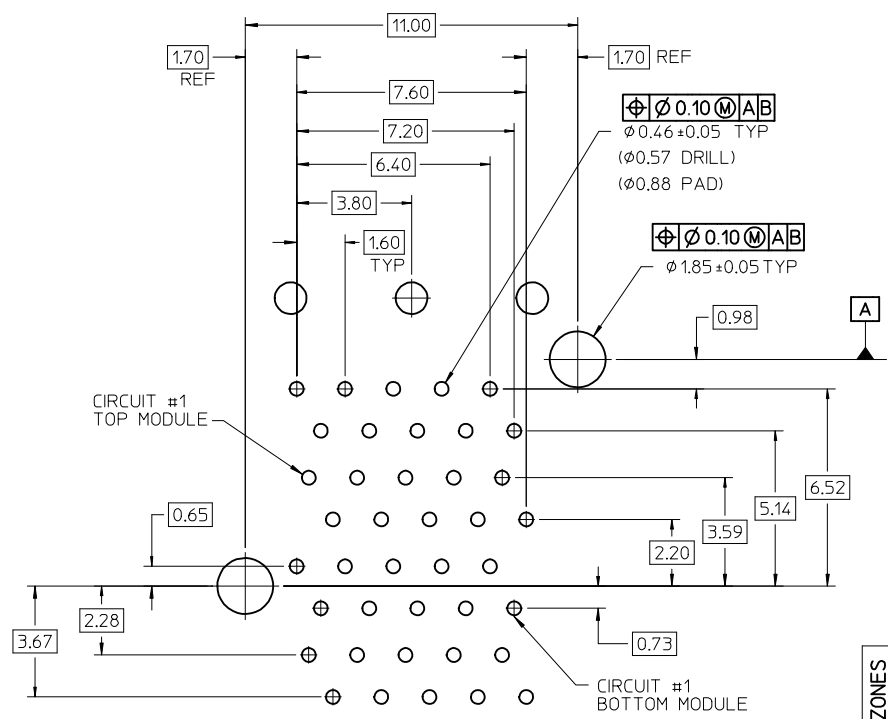 11.00
1.70
REF
1.70 REF
7.60
⌖ Ø 0.10 Ⓜ A B
7.20
Ø0.46±0.05 TYP
6.40
(Ø0.57 DRILL)
(Ø0.88 PAD)
3.80
⌖ Ø 0.10 Ⓜ A B
1.60
TYP
Ø1.85±0.05 TYP
0.98
A
CIRCUIT #1
TOP MODULE
6.52
5.14
0.65
3.59
2.20
2.28
3.67
0.73
CIRCUIT #1
BOTTOM MODULE
ZONES